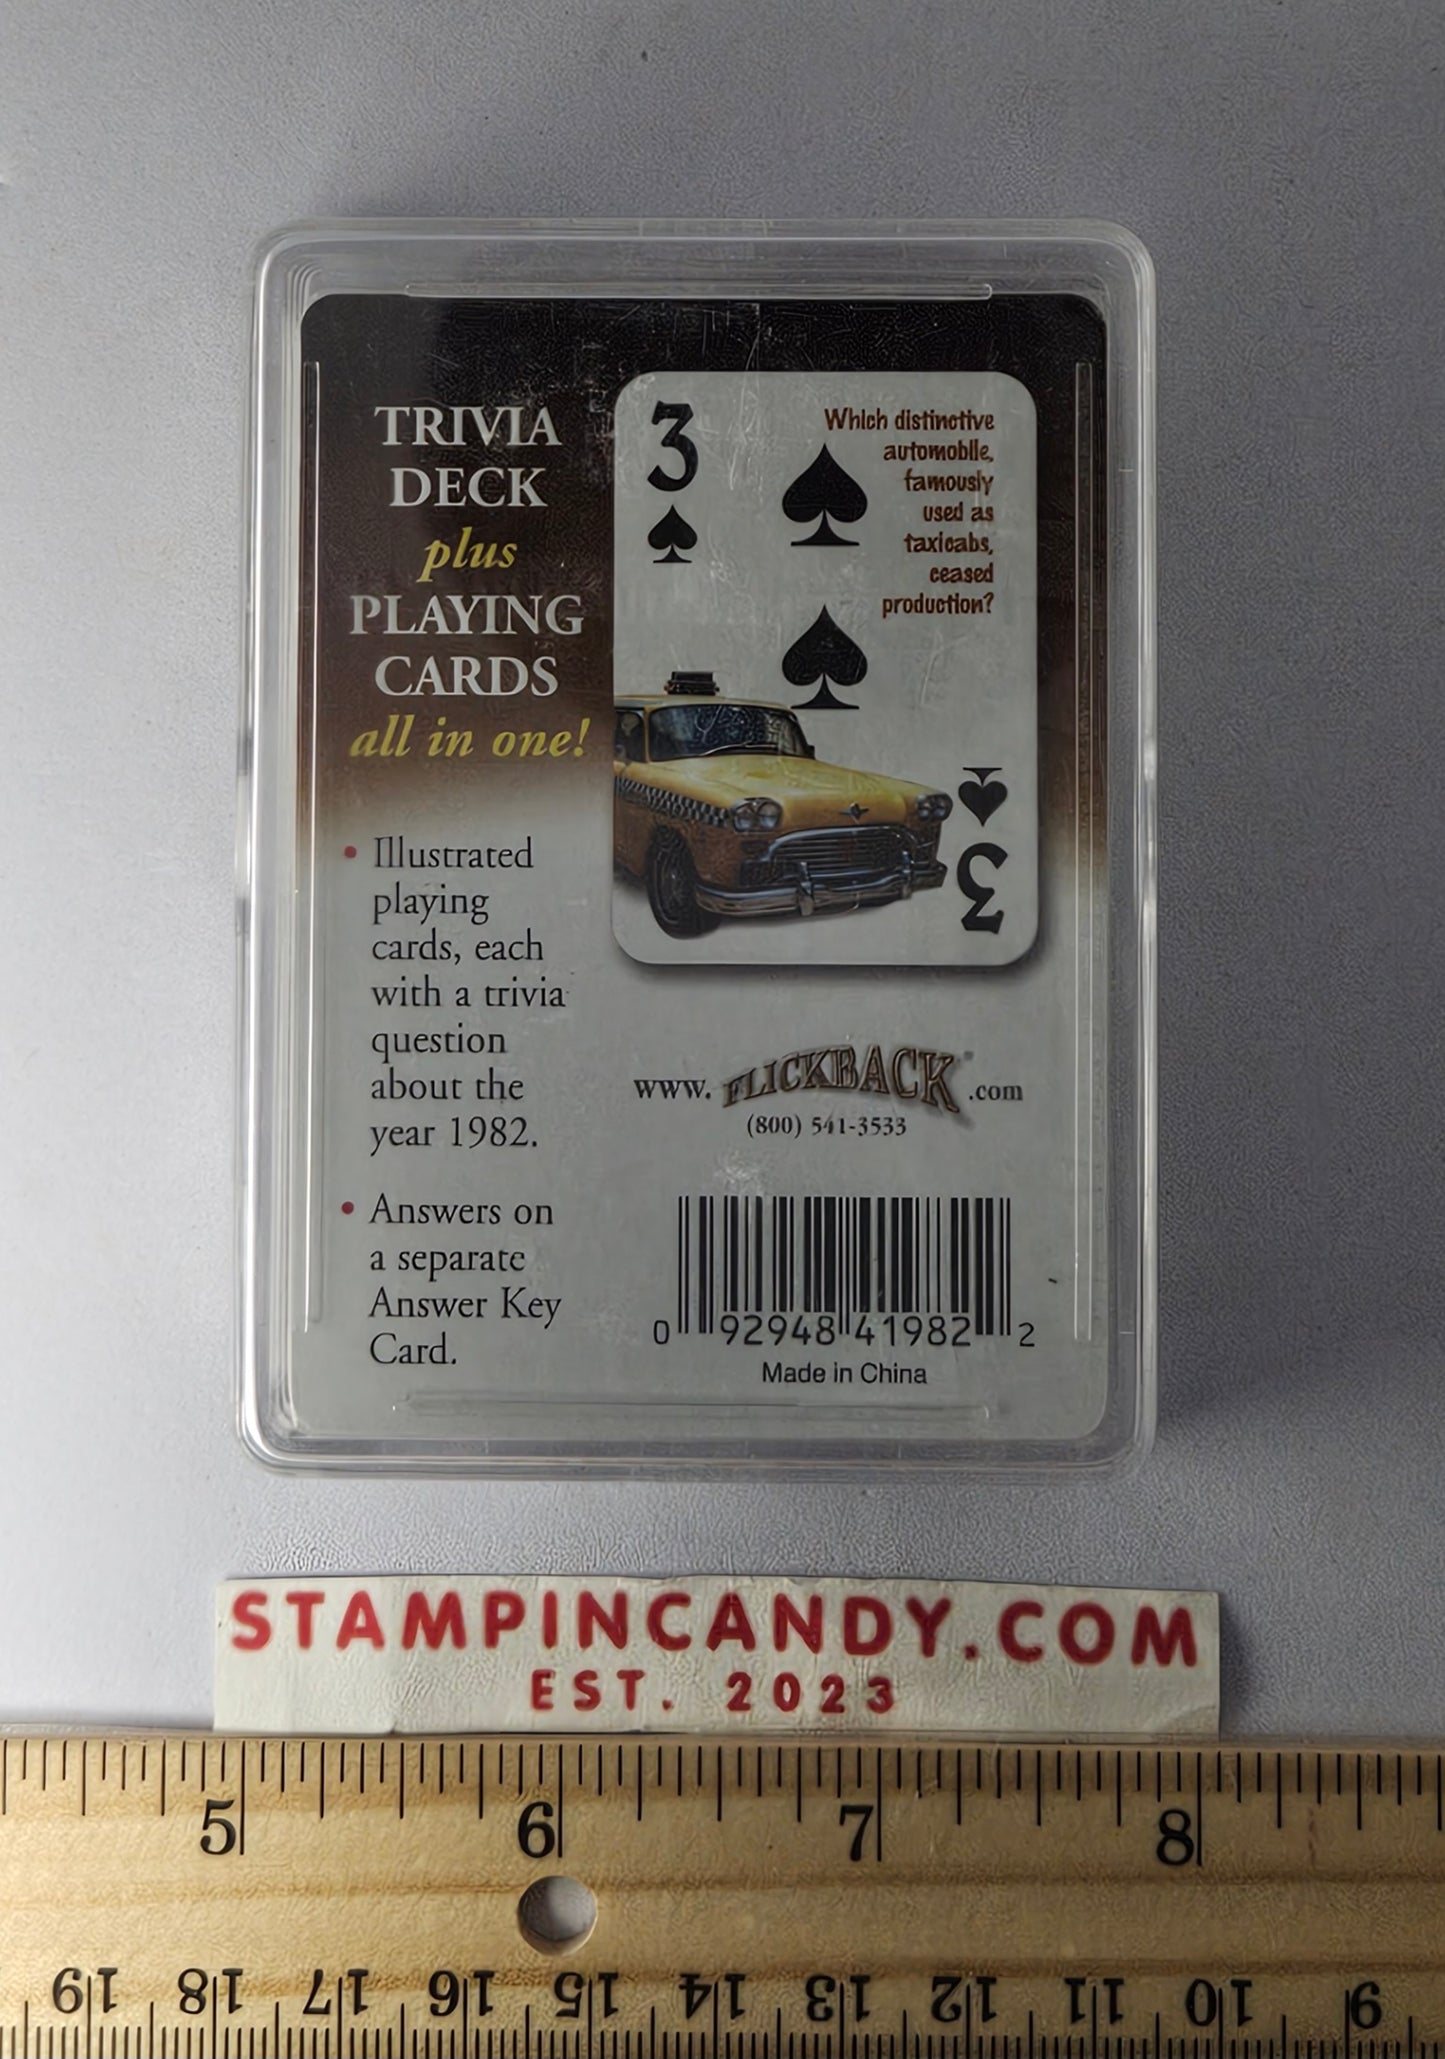 TRIVIA
DECK
plus
PLAYING
CARDS
all in one!
• Illustrated
playing
cards, each
with a trivia
question
about the
year 1982.
• Answers on
a separate
Answer Key
Card.
3
Which distinctive
automobile,
famously
used as
taxicabs,
ceased
production?
3
www.FLICKBACK®.com
(800) 541-3533
0 92948 41982 2
Made in China
STAMPINCANDY.COM
EST. 2023
5 6 7 8
19 18 17 16 15 14 13 12 11 10 9